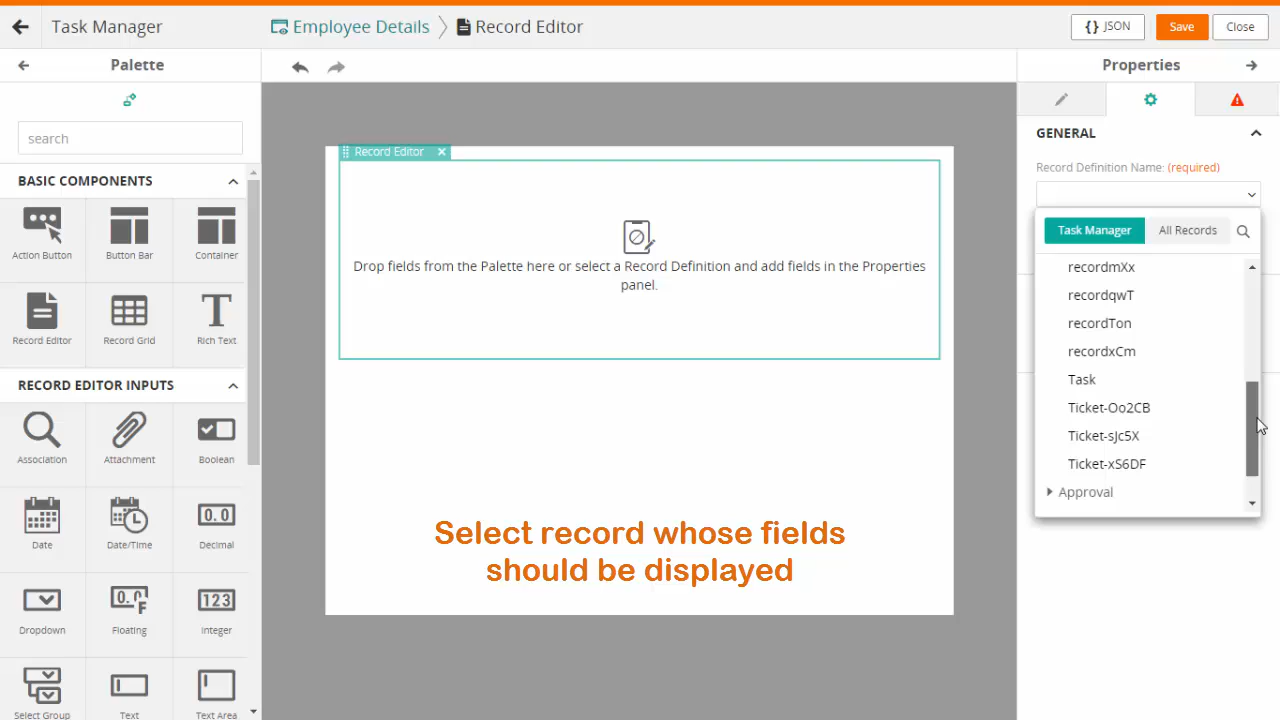 Task Manager
Employee Details
Record Editor
{ } JSON
Save
Close
Palette
Properties
search
BASIC COMPONENTS
Action Button
Button Bar
Container
Record Editor
Record Grid
Rich Text
RECORD EDITOR INPUTS
Association
Attachment
Boolean
Date
Date/Time
0.0
Decimal
Dropdown
Floating
123
Integer
Select Group
Text
Text Area
Record Editor
Drop fields from the Palette here or select a Record Definition and add fields in the Properties
panel.
Select record whose fields
should be displayed
GENERAL
Record Definition Name: (required)
Task Manager
All Records
recordmXx
recordqwT
recordTon
recordxCm
Task
Ticket-Oo2CB
Ticket-sJc5X
Ticket-xS6DF
Approval